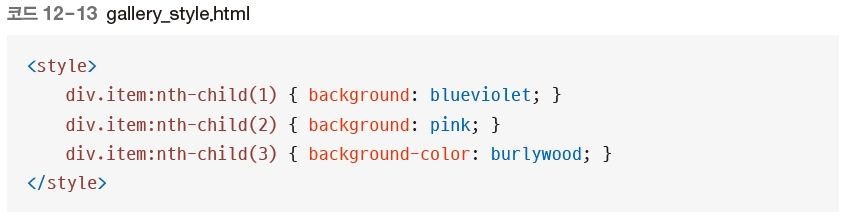 코드 12-13 gallery_style.html
<style>
div.item:nth-child(1) { background: blueviolet; }
div.item:nth-child(2) { background: pink; }
div.item:nth-child(3) { background-color: burlywood; }
</style>